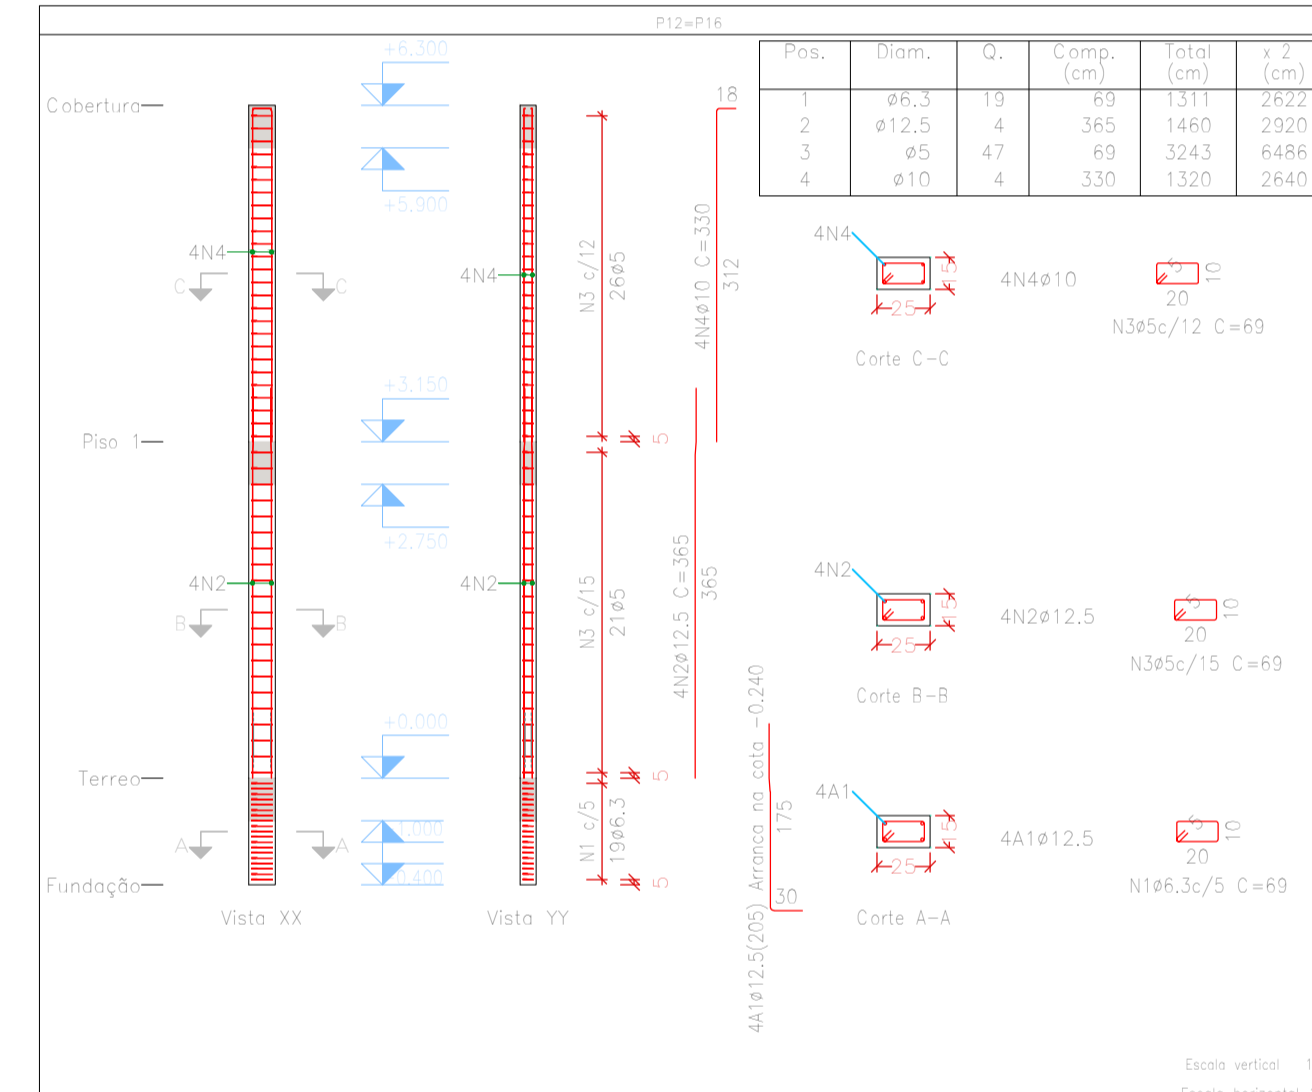 P12=P16
Pos. Diam. Q. Comp. (cm) Total (cm) x 2 (cm)
1 ø6.3 19 69 1311 2622
2 ø12.5 4 365 1460 2920
3 ø5 47 69 3243 6486
4 ø10 4 330 1320 2640
+6.300
Cobertura
+5.900
4N4
C C
4N4
+3.150
Piso 1
+2.750
4N2
4N2
B B
+0.000
Terreo
A A
Fundação
Vista XX
Vista YY
N3 c/12
26ø5
5
N3 c/15
21ø5
5
N1 c/5
19ø6.3
5
18
4N4ø10 C=330
312
4N2ø12.5 C=365
365
4A1ø12.5(205) Arranca na cota -0.240
175
30
4N4
15
25
4N4ø10
5
10
20
N3ø5c/12 C=69
Corte C-C
4N2
15
25
4N2ø12.5
5
10
20
N3ø5c/15 C=69
Corte B-B
4A1
15
25
4A1ø12.5
5
10
20
N1ø6.3c/5 C=69
Corte A-A
Escala vertical